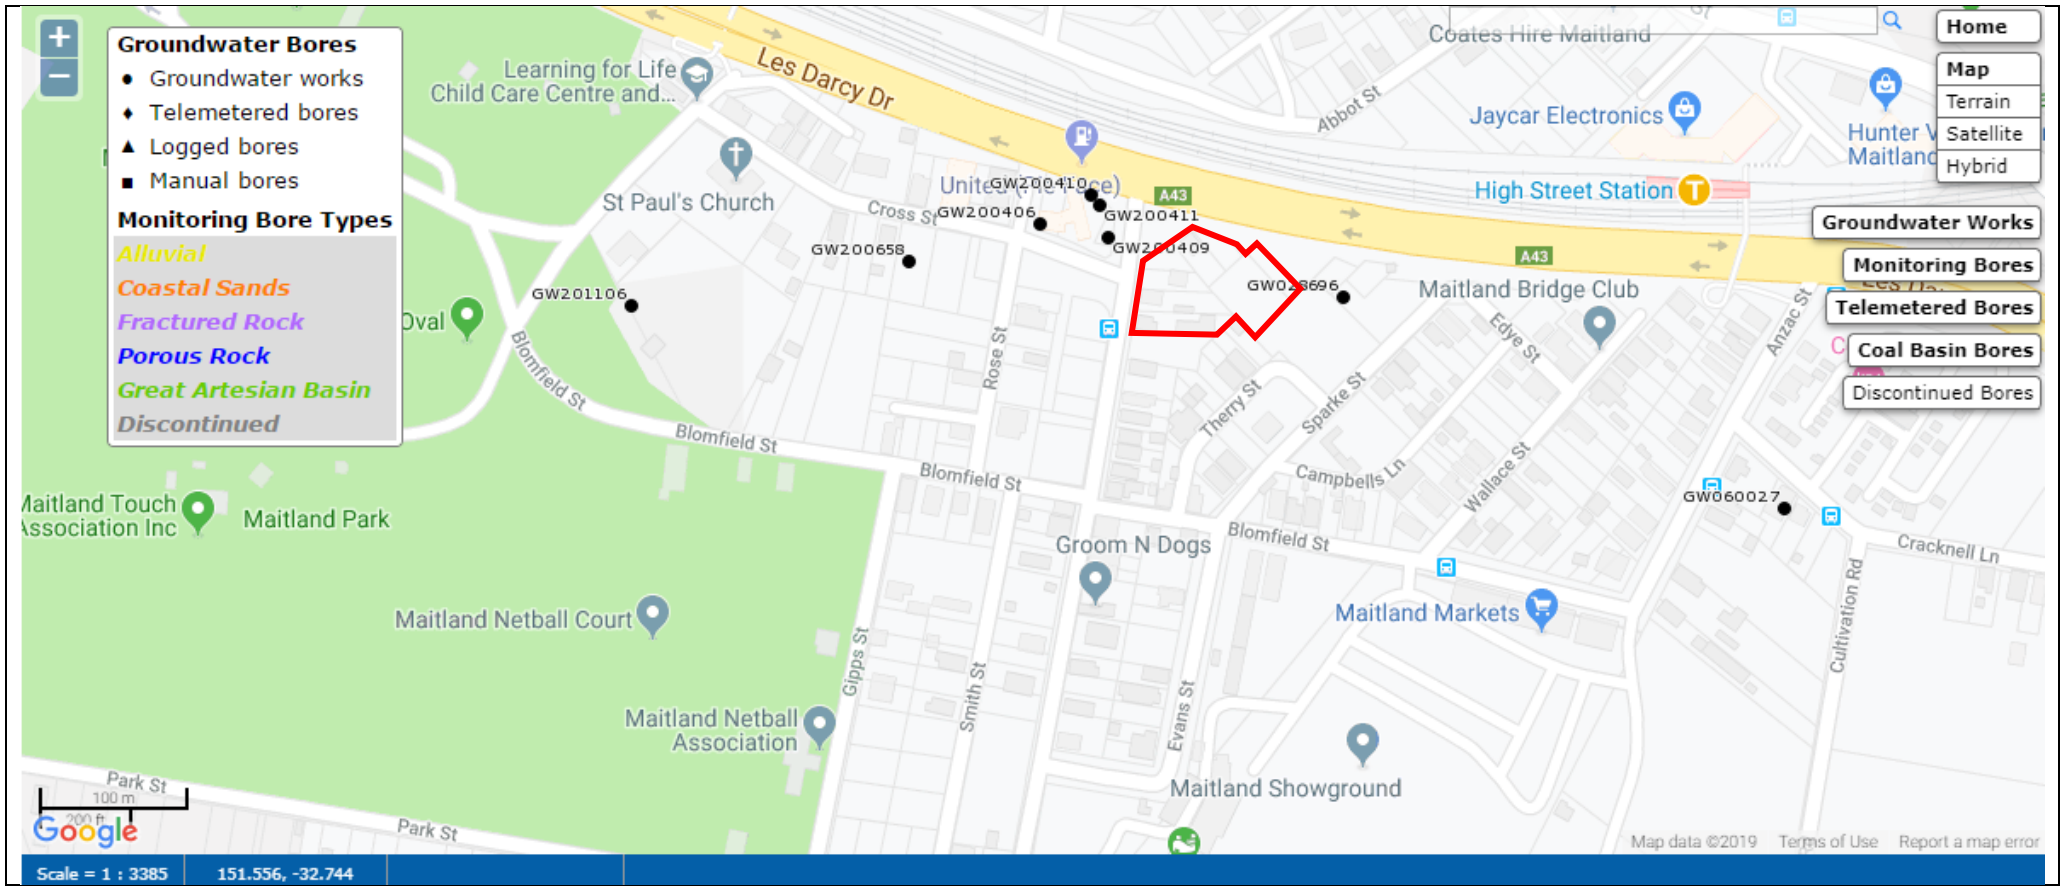 +
−
Groundwater Bores
Groundwater works
Telemetered bores
Logged bores
Manual bores
Monitoring Bore Types
Alluvial
Coastal Sands
Fractured Rock
Porous Rock
Great Artesian Basin
Discontinued
Learning for Life
Child Care Centre and...
Les Darcy Dr
Coates Hire Maitland
St
Abbot St
Jaycar Electronics
Hunter V
Maitland
High Street Station
T
Home
Map
Terrain
Satellite
Hybrid
Groundwater Works
Monitoring Bores
Telemetered Bores
Coal Basin Bores
Discontinued Bores
St Paul's Church
Cross St
GW200410
GW200406
GW200411
GW200409
GW200658
GW201106
GW028696
A43
A43
Oval
Maitland Bridge Club
Edye St
Anzac St
Rose St
Blomfield St
Therry St
Sparke St
Blomfield St
Blomfield St
Campbells Ln
Wallace St
GW060027
Maitland Touch
Association Inc
Maitland Park
Groom N Dogs
Blomfield St
Cracknell Ln
Cultivation Rd
Maitland Netball Court
Maitland Markets
Gipps St
Smith St
Evans St
Maitland Netball
Association
Maitland Showground
Park St
Park St
100 m
200 ft
Google
Map data ©2019
Terms of Use
Report a map error
Scale = 1 : 3385
151.556, -32.744